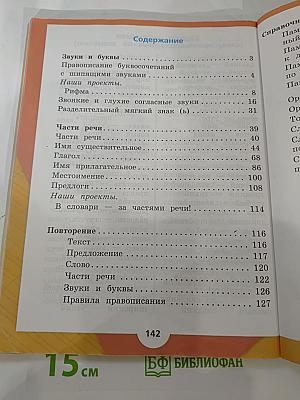 Содержание
Звуки и буквы 3
Правописание буквосочетаний
с шипящими звуками 4
Наши проекты.
Рифма 8
Звонкие и глухие согласные звуки 16
Разделительный мягкий знак (ь) 31
Части речи 39
Части речи 40
Имя существительное 44
Глагол 68
Имя прилагательное 86
Местоимение 100
Предлоги 108
Наши проекты.
В словари — за частями речи! 114
Повторение 116
Текст 116
Предложение 117
Слово 120
Части речи 122
Звуки и буквы 126
Правила правописания 127
142
Справочн
15 см
БФ БИБЛИОФАН